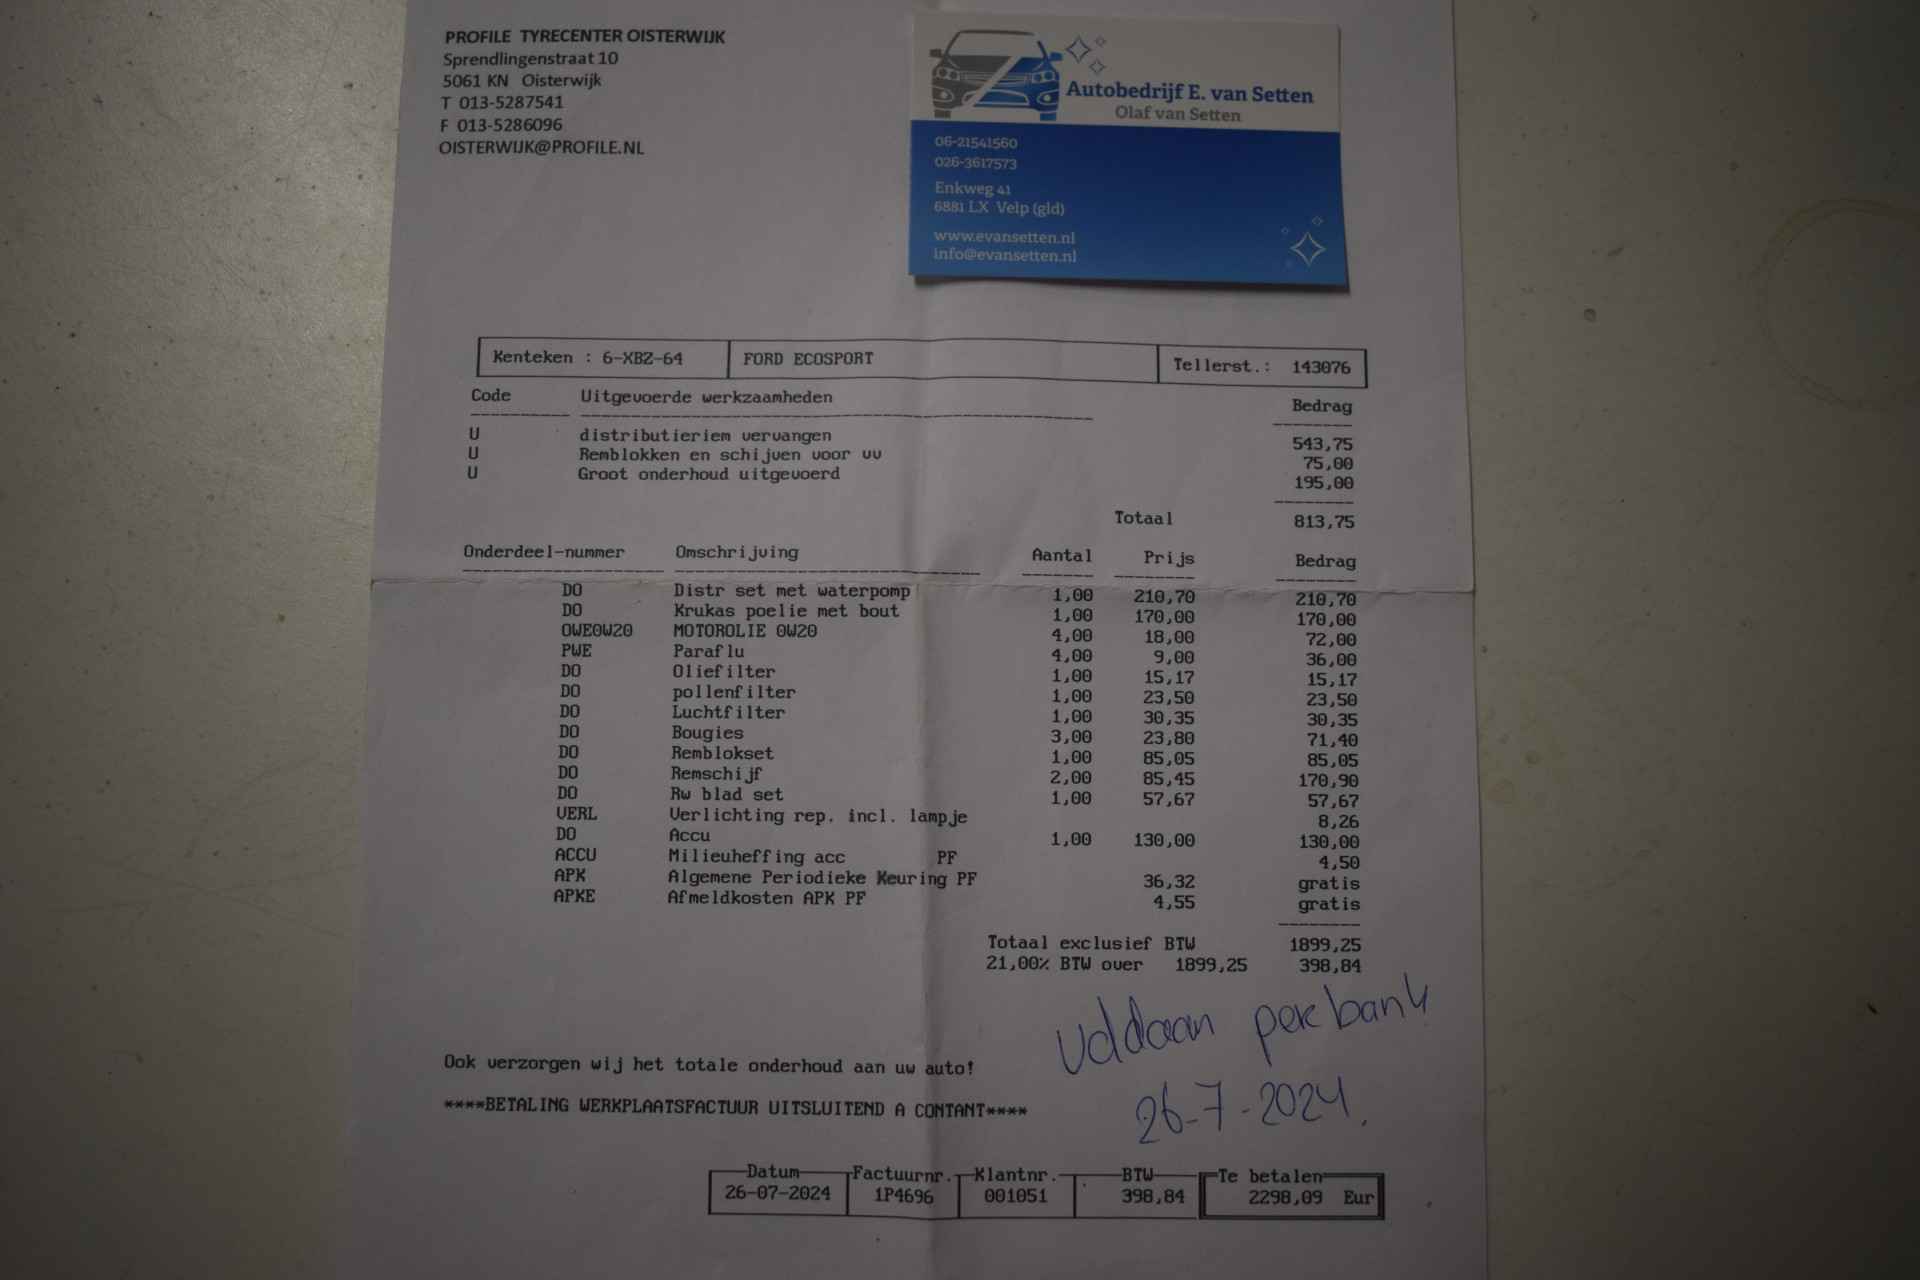 PROFILE TYRECENTER OISTERWIJK
Sprendlingenstraat 10
5061 KN Oisterwijk
T 013-5287541
F 013-5286096
OISTERWIJK@PROFILE.NL
Autobedrijf E. van Setten
Olaf van Setten
06-21541560
026-3617573
Enkweg 41
6881 LX Velp (gld)
www.evansetten.nl
info@evansetten.nl
Kenteken : 6-XBZ-64 FORD ECOSPORT Tellerst.: 143076
Code Uitgevoerde werkzaamheden Bedrag
U distributieriem vervangen 543,75
U Remblokken en schijven voor vv 75,00
U Groot onderhoud uitgevoerd 195,00
Totaal 813,75
Onderdeel-nummer Omschrijving Aantal Prijs Bedrag
DO Distr set met waterpomp 1,00 210,70 210,70
DO Krukas poelie met bout 1,00 170,00 170,00
OWE0W20 MOTOROLIE 0W20 4,00 18,00 72,00
PWE Paraflu 4,00 9,00 36,00
DO Oliefilter 1,00 15,17 15,17
DO pollenfilter 1,00 23,50 23,50
DO Luchtfilter 1,00 30,35 30,35
DO Bougies 3,00 23,80 71,40
DO Remblokset 1,00 85,05 85,05
DO Remschijf 2,00 85,45 170,90
DO Rw blad set 1,00 57,67 57,67
VERL Verlichting rep. incl. lampje 8,26
DO Accu 1,00 130,00 130,00
ACCU Milieuheffing acc PF 4,50
APK Algemene Periodieke Keuring PF 36,32 gratis
APKE Afmeldkosten APK PF 4,55 gratis
Totaal exclusief BTW 1899,25
21,00% BTW over 1899,25 398,84
Voldaan per bank
26-7-2024.
Ook verzorgen wij het totale onderhoud aan uw auto!
****BETALING WERKPLAATSFACTUUR UITSLUITEND A CONTANT****
Datum Factuurnr. Klantnr. BTW Te betalen
26-07-2024 1P4696 001051 398,84 2298,09 Eur